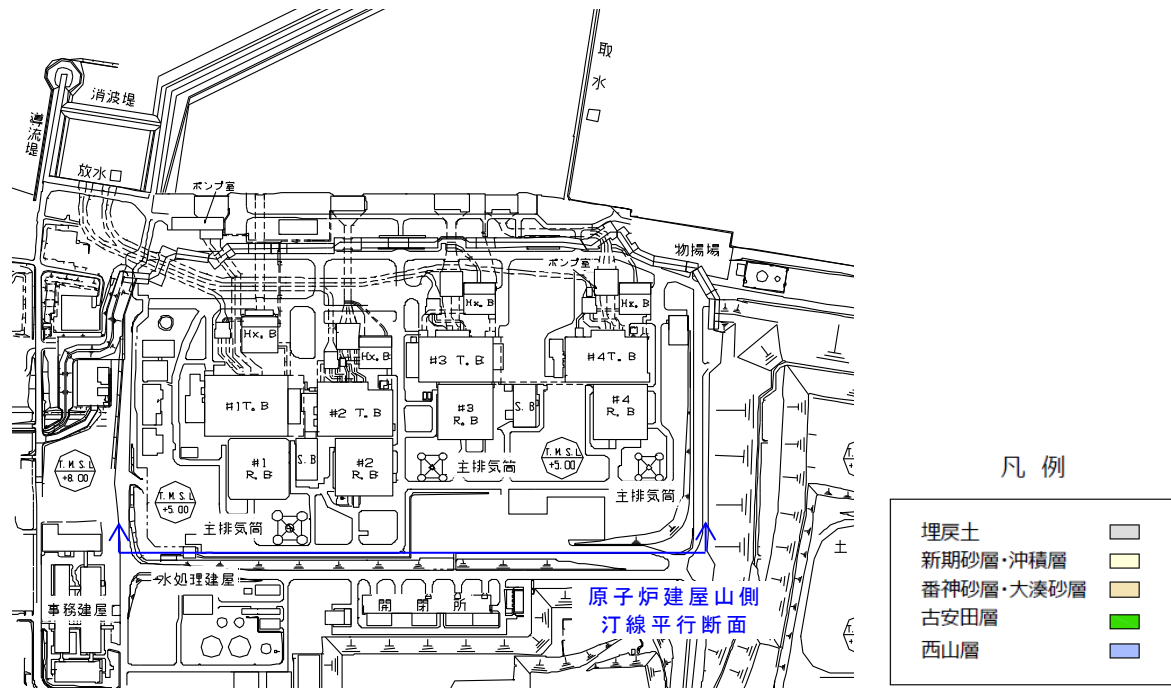 取水口
消波堤
導流堤
放水口
ポンプ室
物揚場
ポンプ室
Hx. B
Hx. B
Hx. B
Hx. B
#3 T. B
#4 T. B
#1 T. B
#2 T. B
#3
R. B
S. B
#4
R. B
#1
R. B
S. B
#2
R. B
主排気筒
主排気筒
主排気筒
T. M. S. L
+8. 00
T. M. S. L
+5. 00
T. M. S. L
+5. 00
水処理建屋
事務建屋
開閉所
土
原子炉建屋山側
汀線平行断面
凡 例
埋戻土
新期砂層・沖積層
番神砂層・大湊砂層
古安田層
西山層